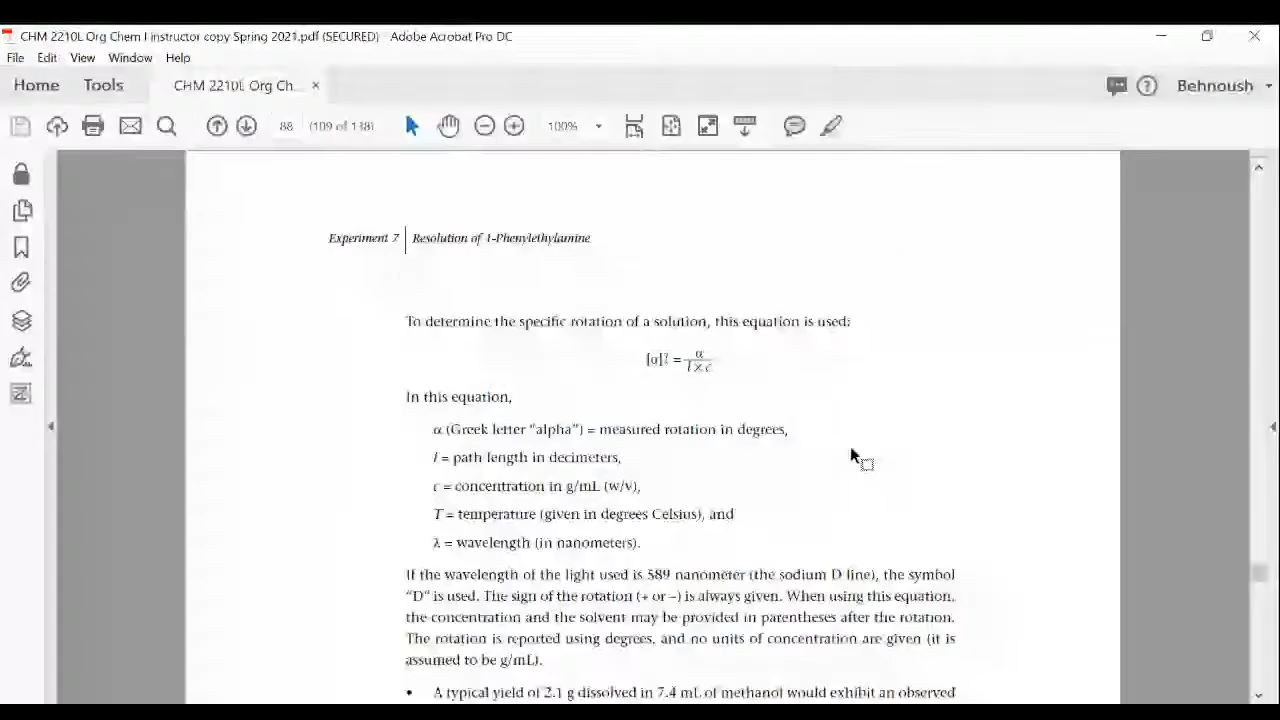 CHM 2210L Org Chem I instructor copy Spring 2021.pdf (SECURED) - Adobe Acrobat Pro DC
File Edit View Window Help
Home Tools CHM 2210L Org Ch... × Behnoush
88 (109 of 138) 100%
Experiment 7 | Resolution of 1-Phenylethylamine
To determine the specific rotation of a solution, this equation is used:
= α / l × c
In this equation,
α (Greek letter "alpha") = measured rotation in degrees,
l = path length in decimeters,
c = concentration in g/mL (w/v),
T = temperature (given in degrees Celsius), and
λ = wavelength (in nanometers).
If the wavelength of the light used is 589 nanometer (the sodium D line), the symbol
"D" is used. The sign of the rotation (+ or –) is always given. When using this equation,
the concentration and the solvent may be provided in parentheses after the rotation.
The rotation is reported using degrees, and no units of concentration are given (it is
assumed to be g/mL).
• A typical yield of 2.1 g dissolved in 7.4 mL of methanol would exhibit an observed